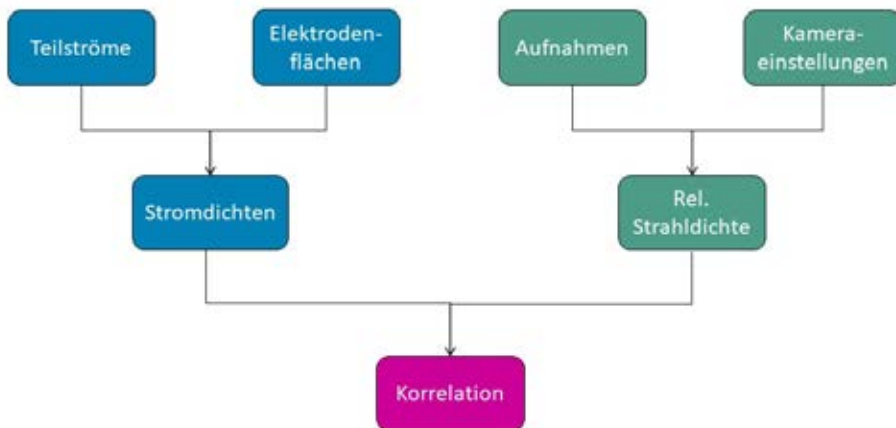 Teilströme
Elektroden-
flächen
Aufnahmen
Kamera-
einstellungen
Stromdichten
Rel.
Strahldichte
Korrelation